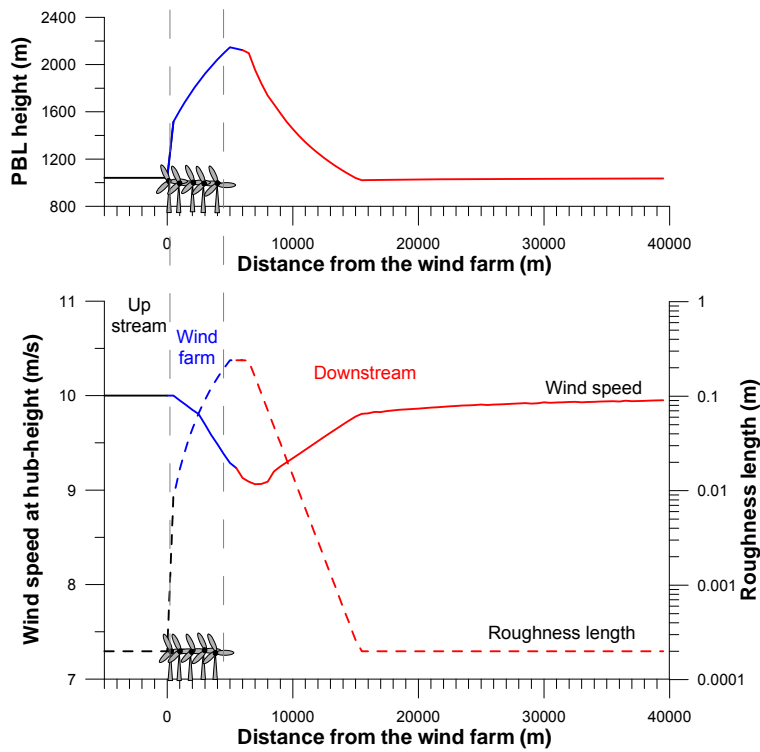 2400
2000
1600
1200
800
PBL height (m)
0
10000
20000
30000
40000
Distance from the wind farm (m)
11
10
9
8
7
Wind speed at hub-height (m/s)
Up
stream
Wind
farm
Downstream
Wind speed
Roughness length
1
0.1
0.01
0.001
0.0001
Roughness length (m)
0
10000
20000
30000
40000
Distance from the wind farm (m)